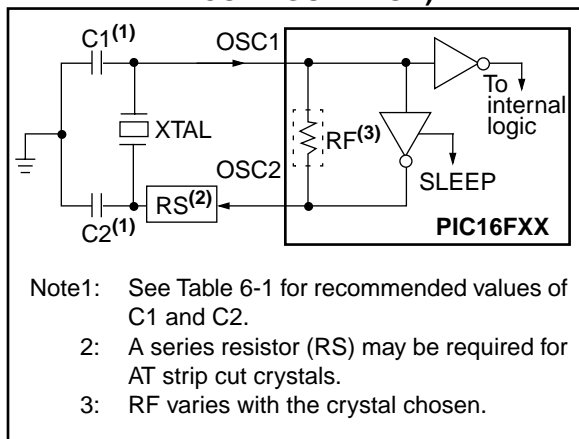 C1(1)
OSC1
To
internal
logic
XTAL
RF(3)
OSC2
SLEEP
RS(2)
C2(1)
PIC16FXX
Note1: See Table 6-1 for recommended values of
C1 and C2.
2: A series resistor (RS) may be required for
AT strip cut crystals.
3: RF varies with the crystal chosen.